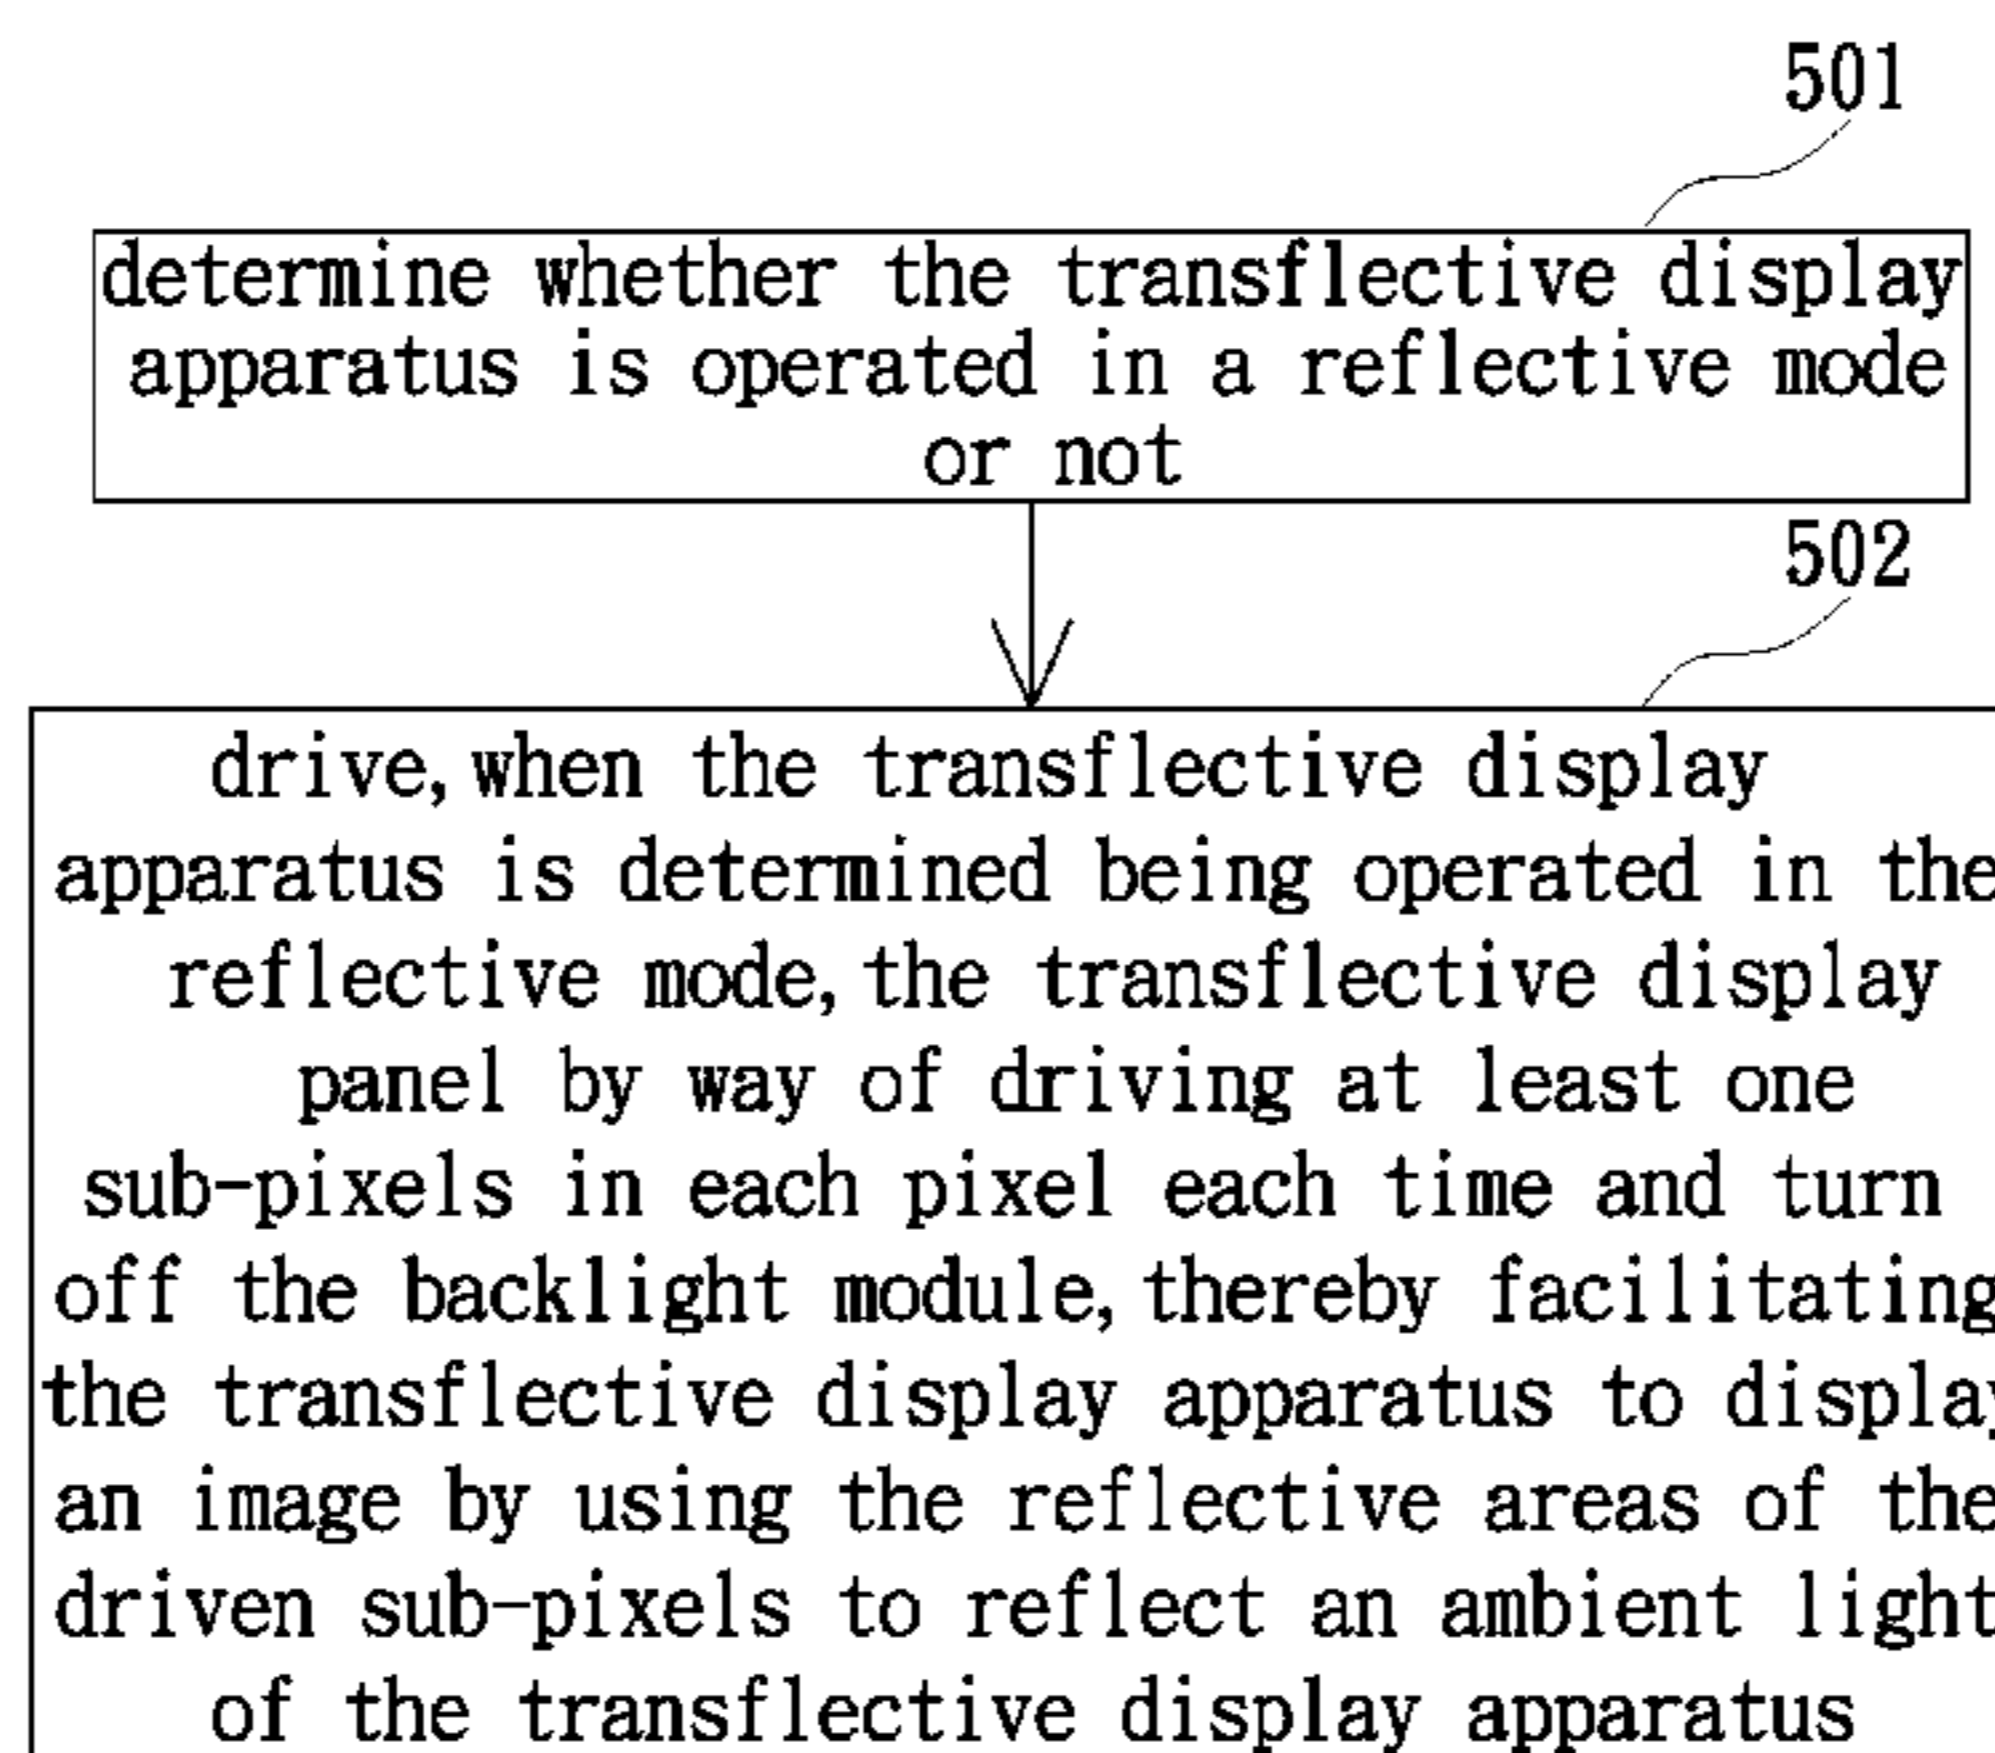 501
determine whether the transflective display
apparatus is operated in a reflective mode
or not
502
drive, when the transflective display
apparatus is determined being operated in the
reflective mode, the transflective display
panel by way of driving at least one
sub-pixels in each pixel each time and turn
off the backlight module, thereby facilitating
the transflective display apparatus to display
an image by using the reflective areas of the
driven sub-pixels to reflect an ambient light
of the transflective display apparatus